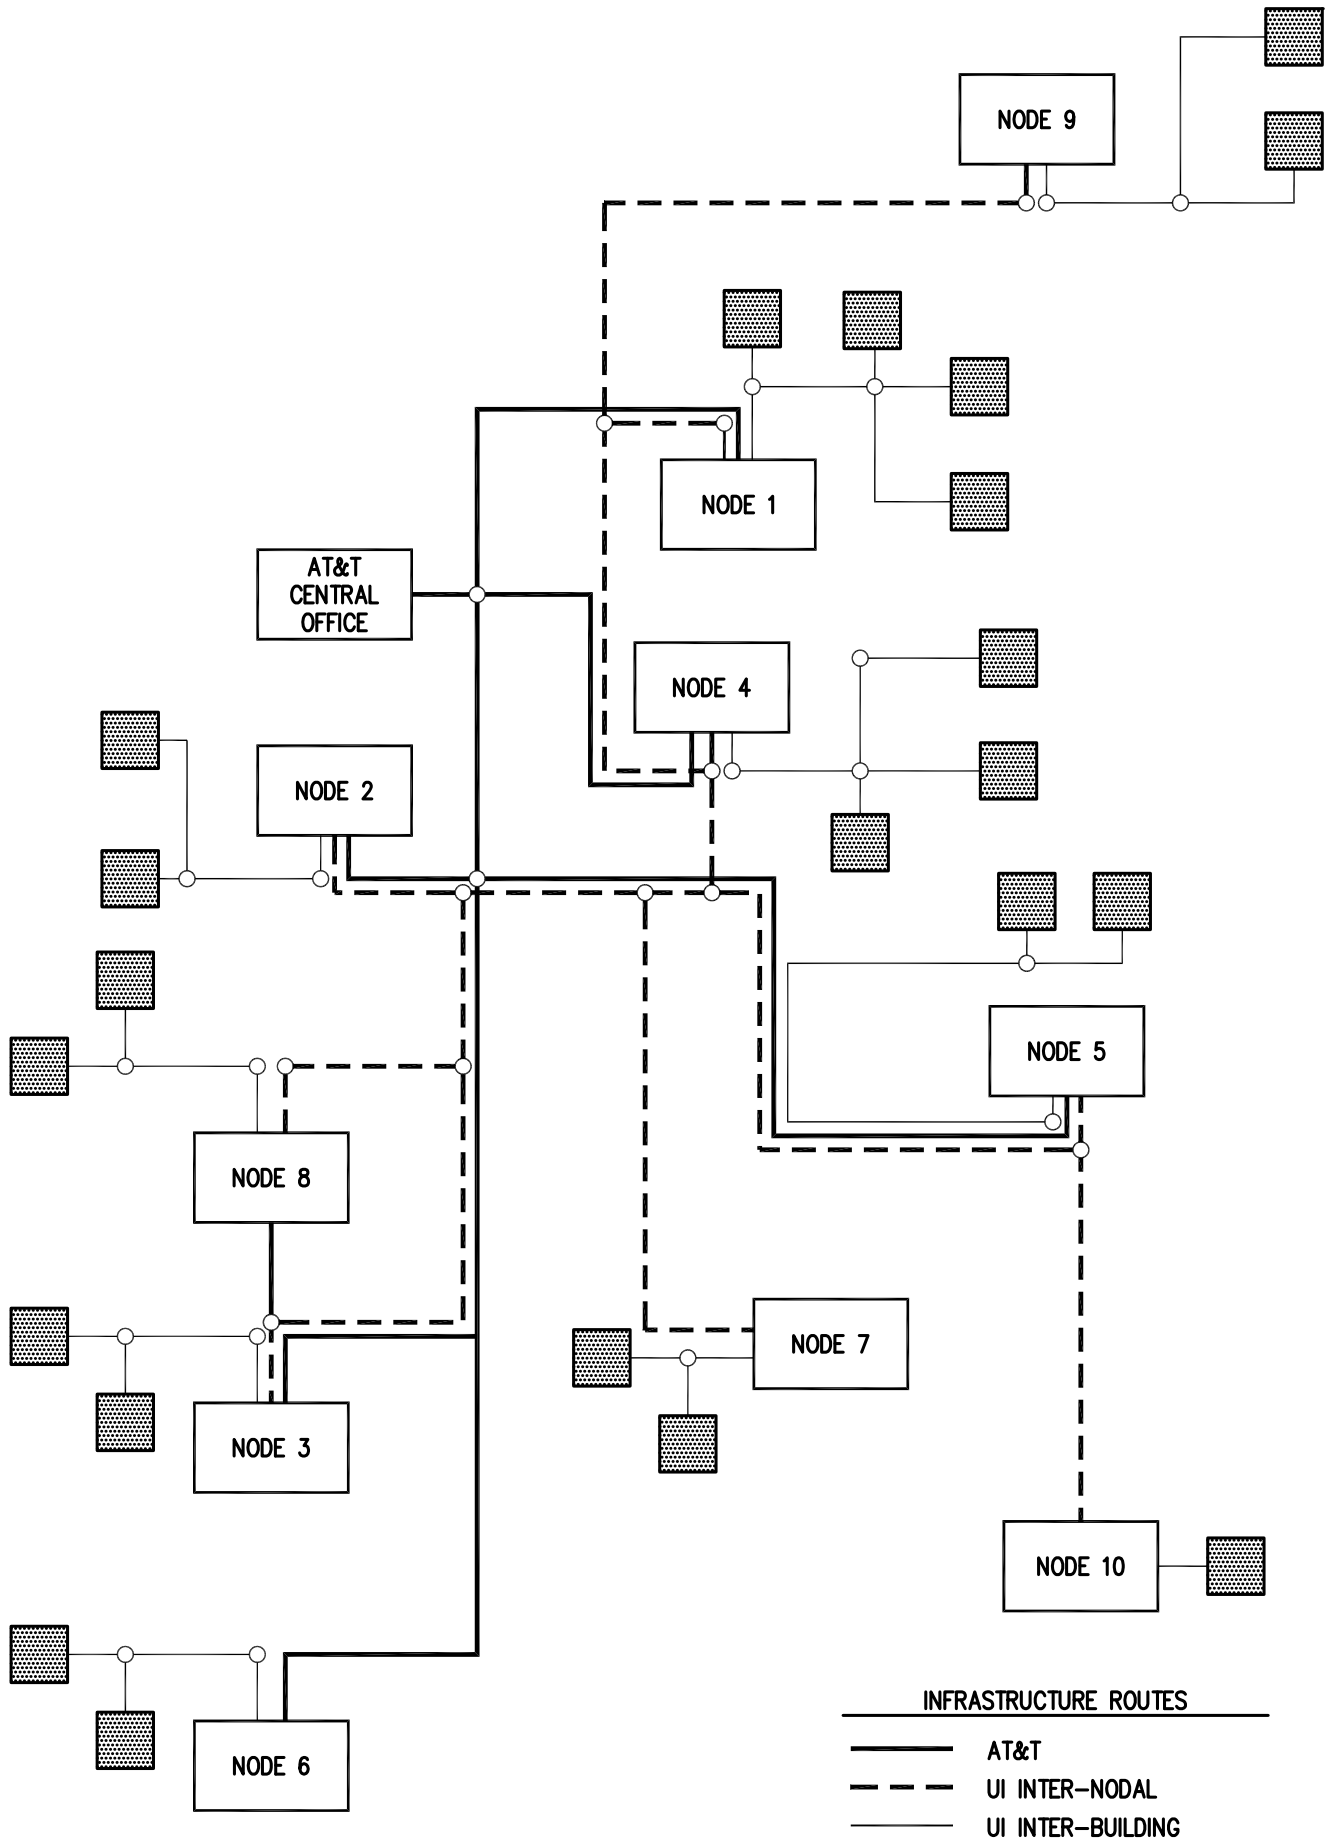 NODE 9
NODE 1
AT&T
CENTRAL
OFFICE
NODE 4
NODE 2
NODE 5
NODE 8
NODE 7
NODE 3
NODE 10
NODE 6
INFRASTRUCTURE ROUTES
AT&T
UI INTER-NODAL
UI INTER-BUILDING